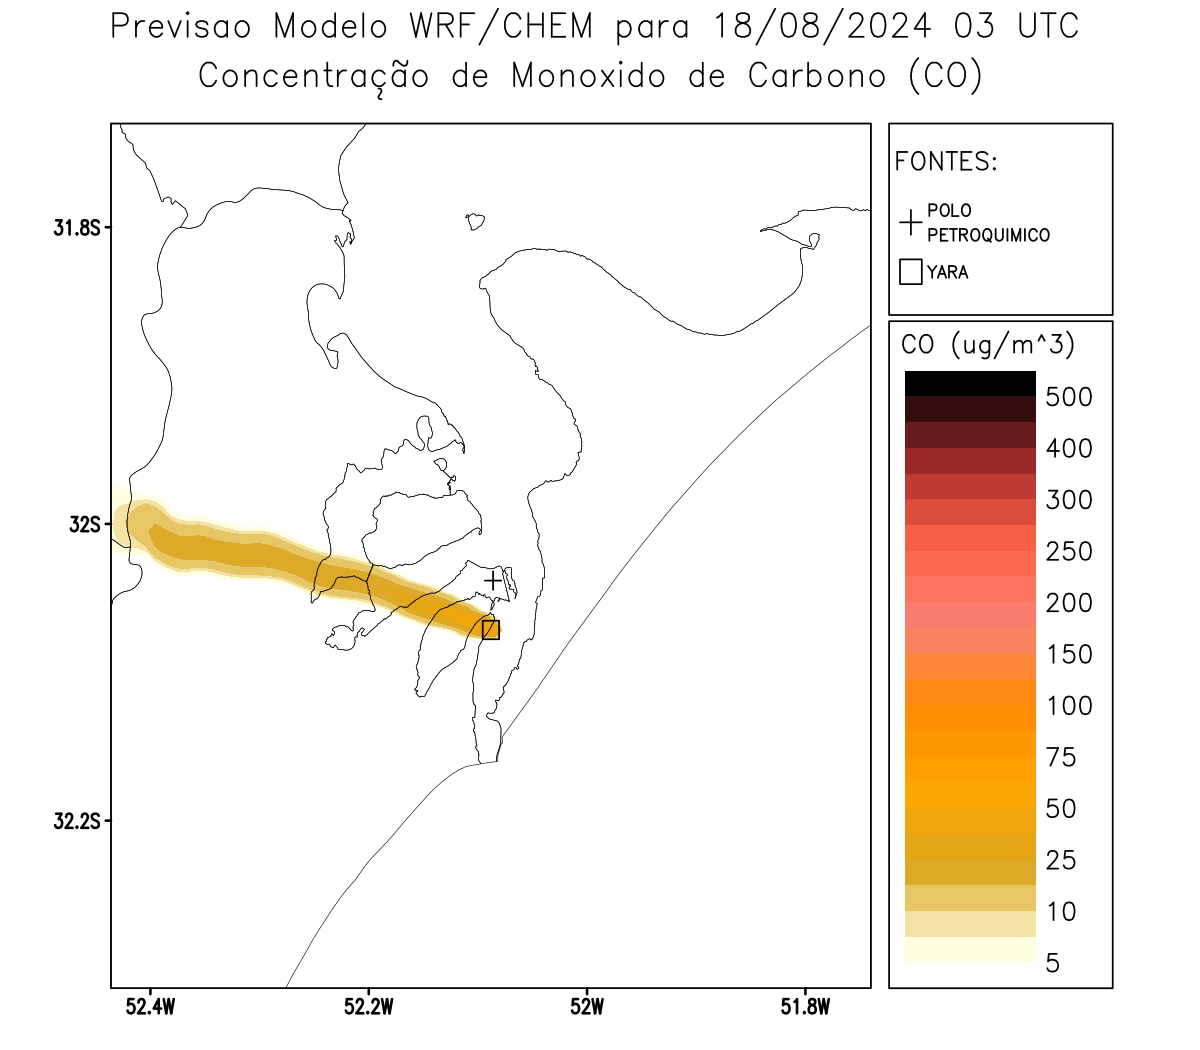 Previsao Modelo WRF/CHEM para 18/08/2024 03 UTC
Concentração de Monoxido de Carbono (CO)
FONTES:
POLO
PETROQUIMICO
YARA
CO (ug/m^3)
500
400
300
250
200
150
100
75
50
25
10
5
31.8S
32S
32.2S
52.4W
52.2W
52W
51.8W